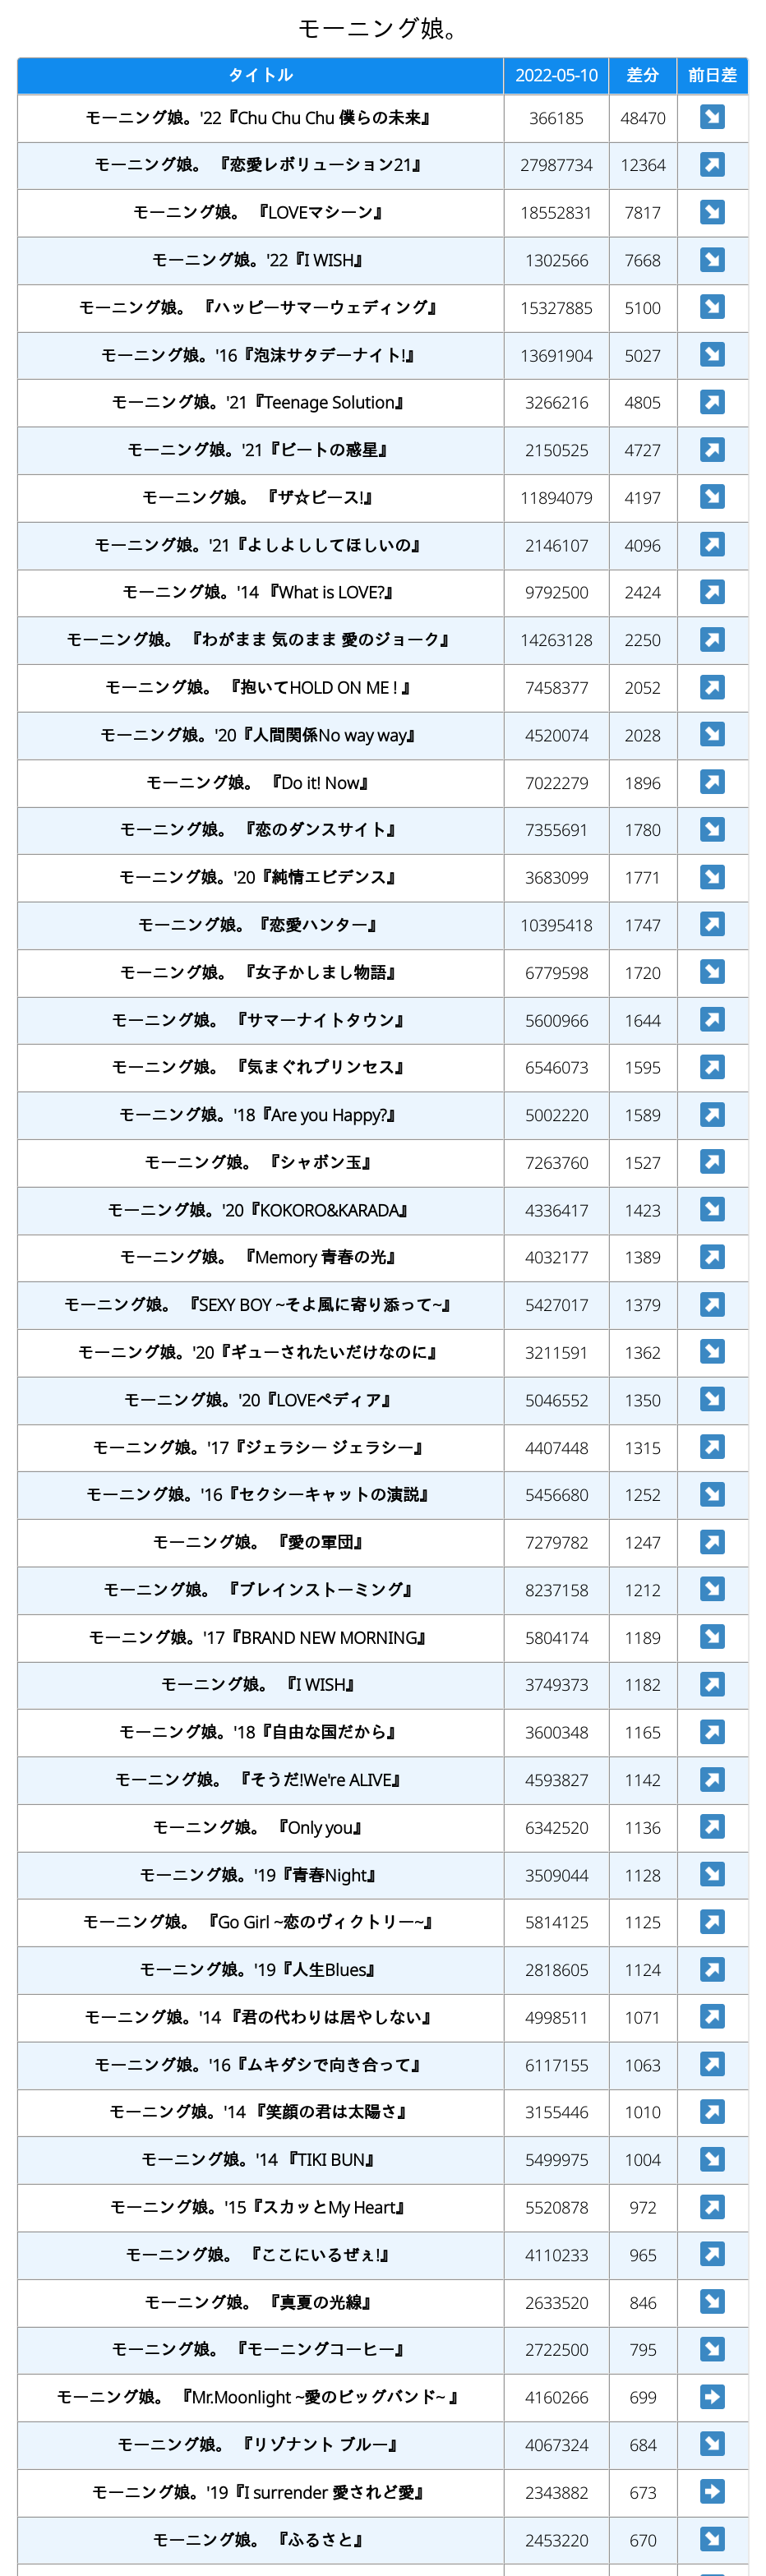 モーニング娘。
タイトル 2022-05-10 差分 前日差
モーニング娘。'22『Chu Chu Chu 僕らの未来』 366185 48470 ↘
モーニング娘。 『恋愛レボリューション21』 27987734 12364 ↗
モーニング娘。 『LOVEマシーン』 18552831 7817 ↘
モーニング娘。'22『I WISH』 1302566 7668 ↘
モーニング娘。 『ハッピーサマーウェディング』 15327885 5100 ↘
モーニング娘。'16『泡沫サタデーナイト!』 13691904 5027 ↘
モーニング娘。'21『Teenage Solution』 3266216 4805 ↗
モーニング娘。'21『ビートの惑星』 2150525 4727 ↗
モーニング娘。 『ザ☆ピース!』 11894079 4197 ↘
モーニング娘。'21『よしよししてほしいの』 2146107 4096 ↗
モーニング娘。'14 『What is LOVE?』 9792500 2424 ↗
モーニング娘。 『わがまま 気のまま 愛のジョーク』 14263128 2250 ↗
モーニング娘。 『抱いてHOLD ON ME ! 』 7458377 2052 ↗
モーニング娘。'20『人間関係No way way』 4520074 2028 ↘
モーニング娘。 『Do it! Now』 7022279 1896 ↗
モーニング娘。 『恋のダンスサイト』 7355691 1780 ↘
モーニング娘。'20『純情エビデンス』 3683099 1771 ↘
モーニング娘。『恋愛ハンター』 10395418 1747 ↗
モーニング娘。 『女子かしまし物語』 6779598 1720 ↘
モーニング娘。 『サマーナイトタウン』 5600966 1644 ↗
モーニング娘。 『気まぐれプリンセス』 6546073 1595 ↗
モーニング娘。'18『Are you Happy?』 5002220 1589 ↗
モーニング娘。 『シャボン玉』 7263760 1527 ↗
モーニング娘。'20『KOKORO&KARADA』 4336417 1423 ↘
モーニング娘。 『Memory 青春の光』 4032177 1389 ↗
モーニング娘。 『SEXY BOY ~そよ風に寄り添って~』 5427017 1379 ↗
モーニング娘。'20『ギューされたいだけなのに』 3211591 1362 ↘
モーニング娘。'20『LOVEペディア』 5046552 1350 ↘
モーニング娘。'17『ジェラシー ジェラシー』 4407448 1315 ↗
モーニング娘。'16『セクシーキャットの演説』 5456680 1252 ↘
モーニング娘。 『愛の軍団』 7279782 1247 ↗
モーニング娘。 『ブレインストーミング』 8237158 1212 ↘
モーニング娘。'17『BRAND NEW MORNING』 5804174 1189 ↘
モーニング娘。 『I WISH』 3749373 1182 ↗
モーニング娘。'18『自由な国だから』 3600348 1165 ↗
モーニング娘。 『そうだ!We're ALIVE』 4593827 1142 ↗
モーニング娘。 『Only you』 6342520 1136 ↗
モーニング娘。'19『青春Night』 3509044 1128 ↘
モーニング娘。 『Go Girl ~恋のヴィクトリー~』 5814125 1125 ↗
モーニング娘。'19『人生Blues』 2818605 1124 ↗
モーニング娘。'14 『君の代わりは居やしない』 4998511 1071 ↗
モーニング娘。'16『ムキダシで向き合って』 6117155 1063 ↗
モーニング娘。'14 『笑顔の君は太陽さ』 3155446 1010 ↗
モーニング娘。'14 『TIKI BUN』 5499975 1004 ↘
モーニング娘。'15『スカッとMy Heart』 5520878 972 ↗
モーニング娘。 『ここにいるぜぇ!』 4110233 965 ↗
モーニング娘。 『真夏の光線』 2633520 846 ↘
モーニング娘。 『モーニングコーヒー』 2722500 795 ↘
モーニング娘。 『Mr.Moonlight ~愛のビッグバンド~ 』 4160266 699 ➡
モーニング娘。 『リゾナント ブルー』 4067324 684 ↘
モーニング娘。'19『I surrender 愛されど愛』 2343882 673 ➡
モーニング娘。 『ふるさと』 2453220 670 ↘